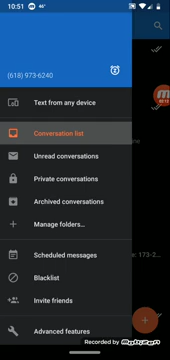 10:51 46°
(618) 973-6240
Text from any device
Conversation list
Unread conversations
Private conversations
Archived conversations
Manage folders...
Scheduled messages
Blacklist
Invite friends
Advanced features
Recorded by